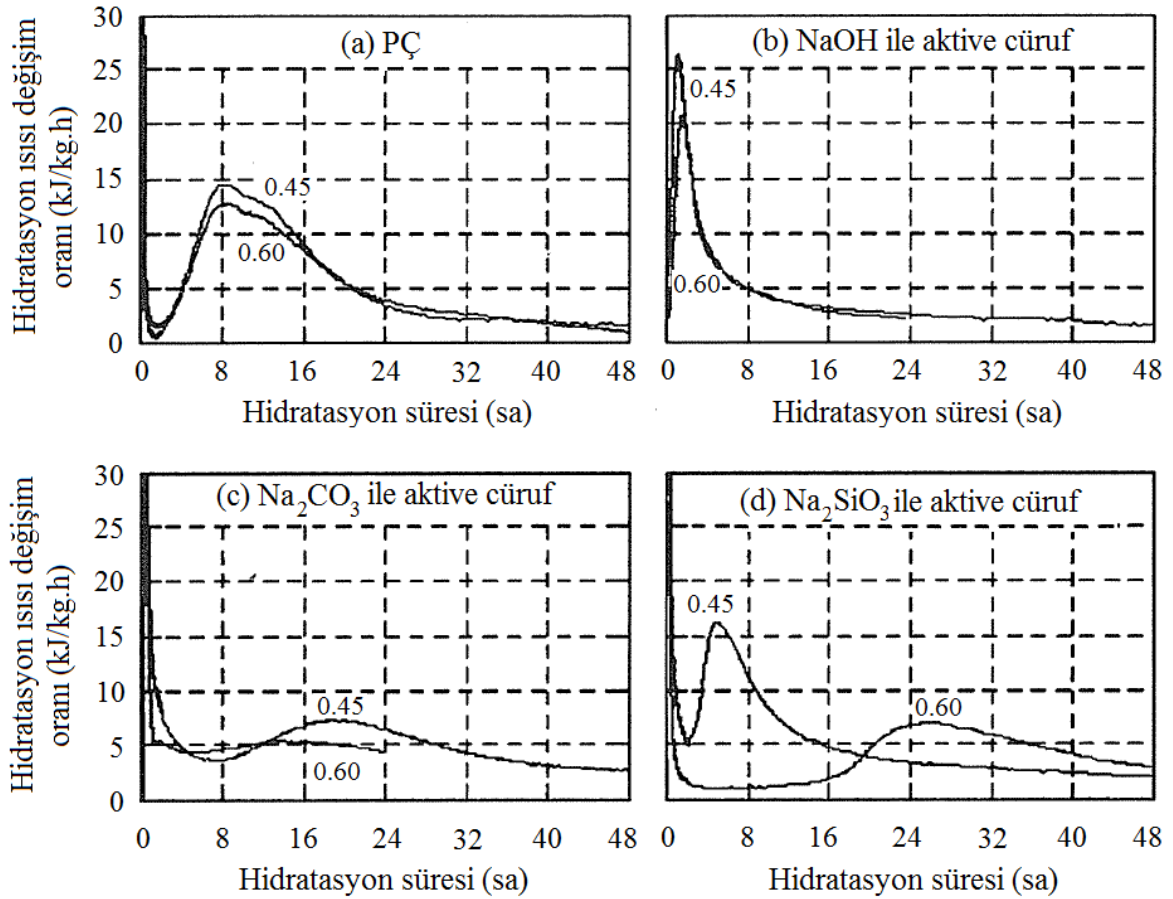 Hidratasyon ısısı değişim
oranı (kJ/kg.h)
30
25
20
15
10
5
0
(a) PÇ
0.45
0.60
0 8 16 24 32 40 48
Hidratasyon süresi (sa)
(b) NaOH ile aktive cüruf
0.45
0.60
0 8 16 24 32 40 48
Hidratasyon süresi (sa)
Hidratasyon ısısı değişim
oranı (kJ/kg.h)
30
25
20
15
10
5
0
(c) Na₂CO₃ ile aktive cüruf
0.45
0.60
0 8 16 24 32 40 48
Hidratasyon süresi (sa)
(d) Na₂SiO₃ ile aktive cüruf
0.45
0.60
0 8 16 24 32 40 48
Hidratasyon süresi (sa)